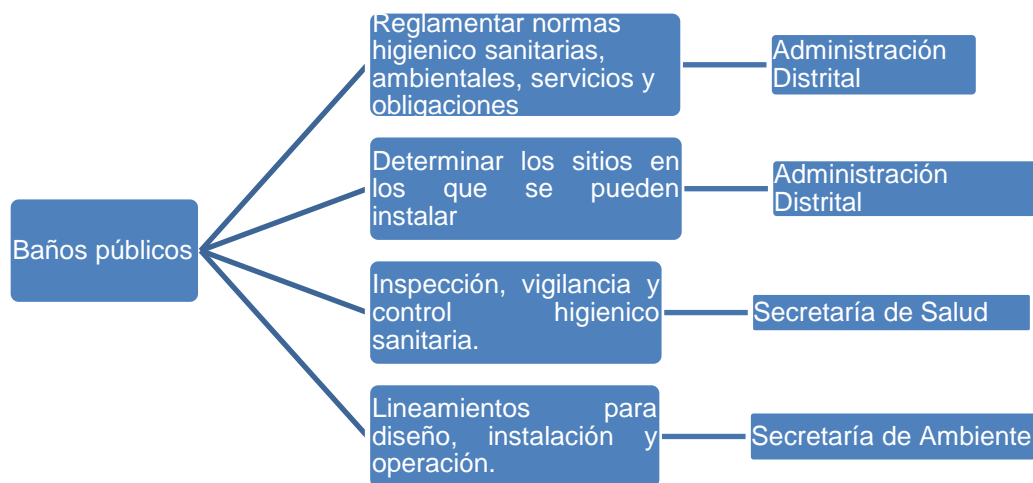 Baños públicos
Reglamentar normas
higienico sanitarias,
ambientales, servicios y
obligaciones
Administración
Distrital
Determinar los sitios en
los que se pueden
instalar
Administración
Distrital
Inspección, vigilancia y
control higienico
sanitaria.
Secretaría de Salud
Lineamientos para
diseño, instalación y
operación.
Secretaría de Ambiente